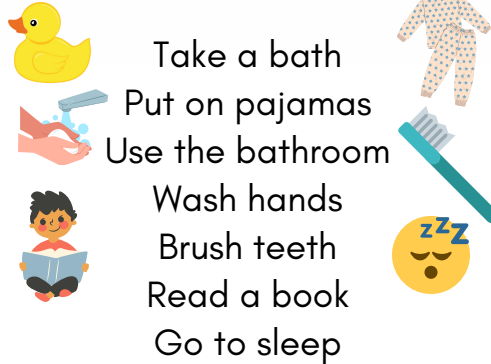 Take a bath
Put on pajamas
Use the bathroom
Wash hands
Brush teeth
Read a book
Go to sleep